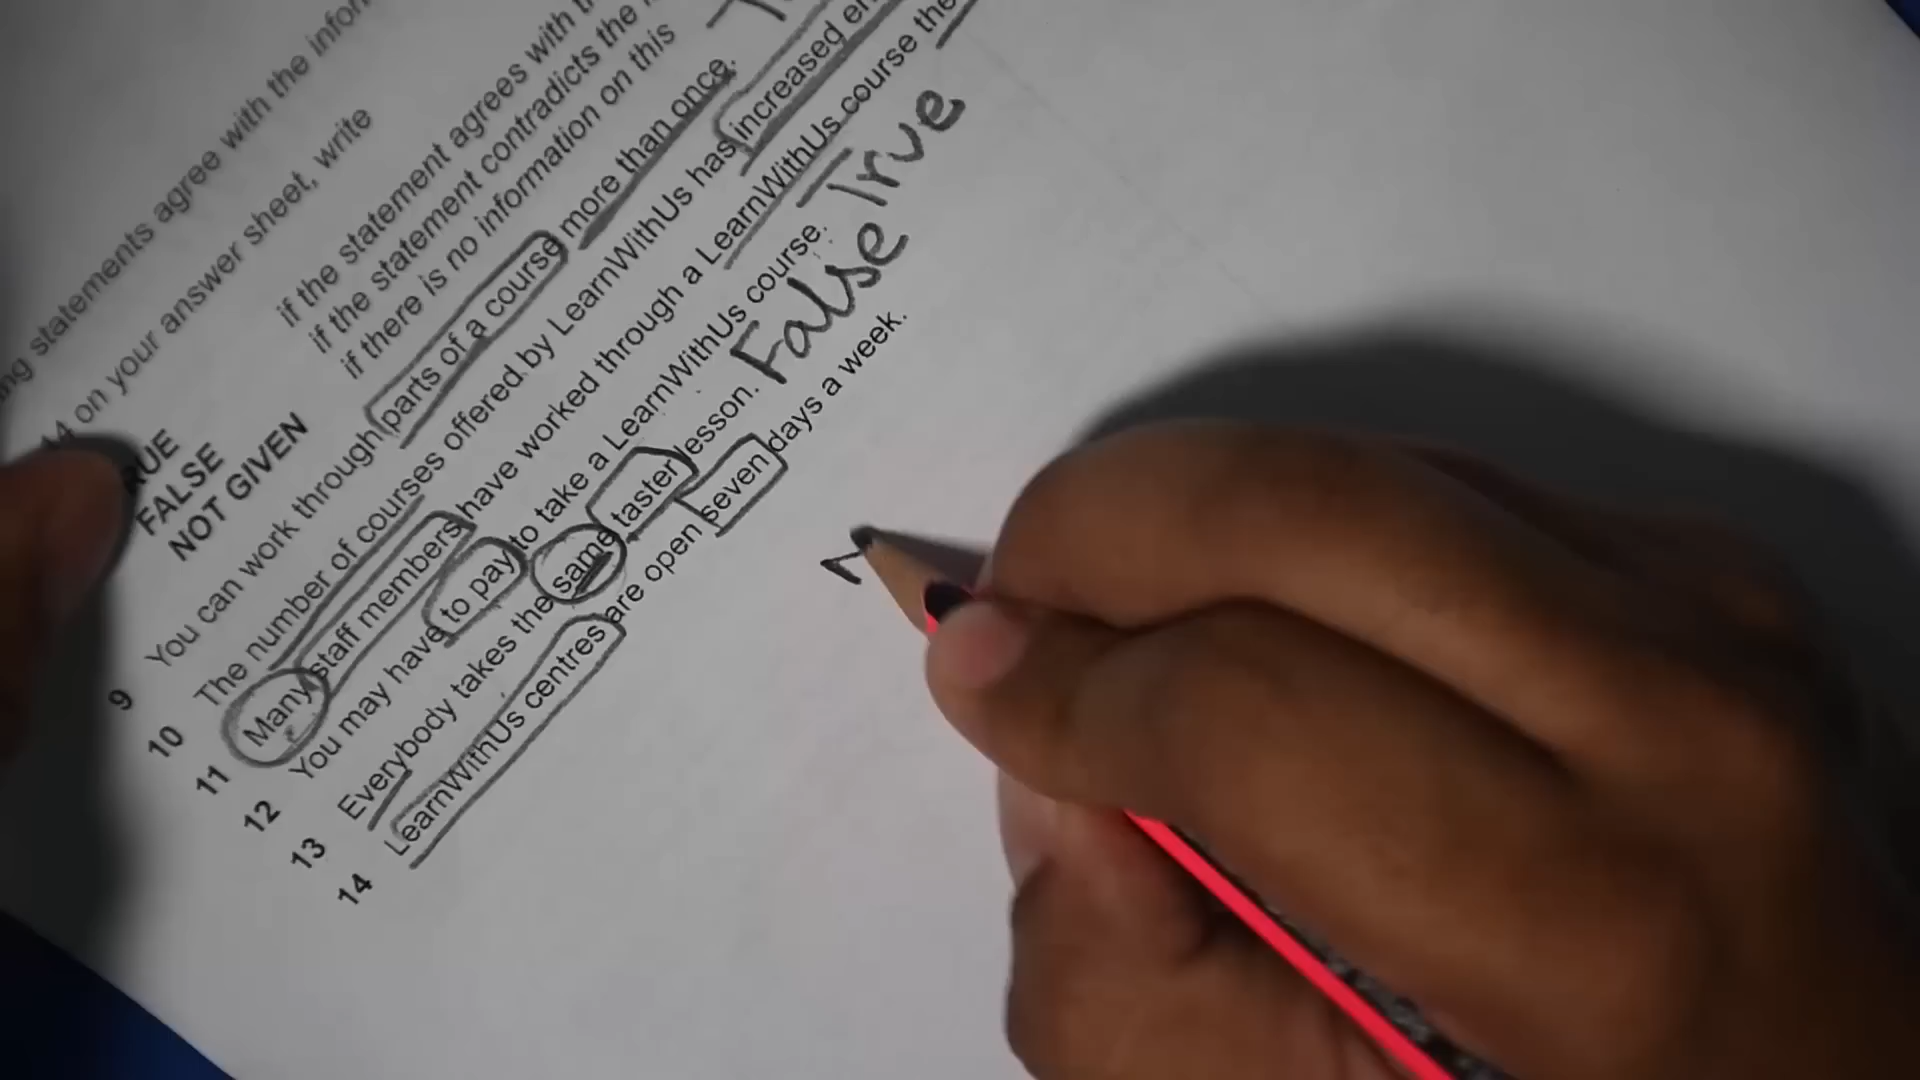 ng statements agree with the infor
14 on your answer sheet, write
RUE if the statement agrees with t
FALSE if the statement contradicts the
NOT GIVEN if there is no information on this
9 You can work through parts of a course more than once. T
10 The number of courses offered by LearnWithUs has increased en
11 Many staff members have worked through a LearnWithUs course the
12 You may have to pay to take a LearnWithUs course. True
13 Everybody takes the same taster lesson. False
14 LearnWithUs centres are open seven days a week. N